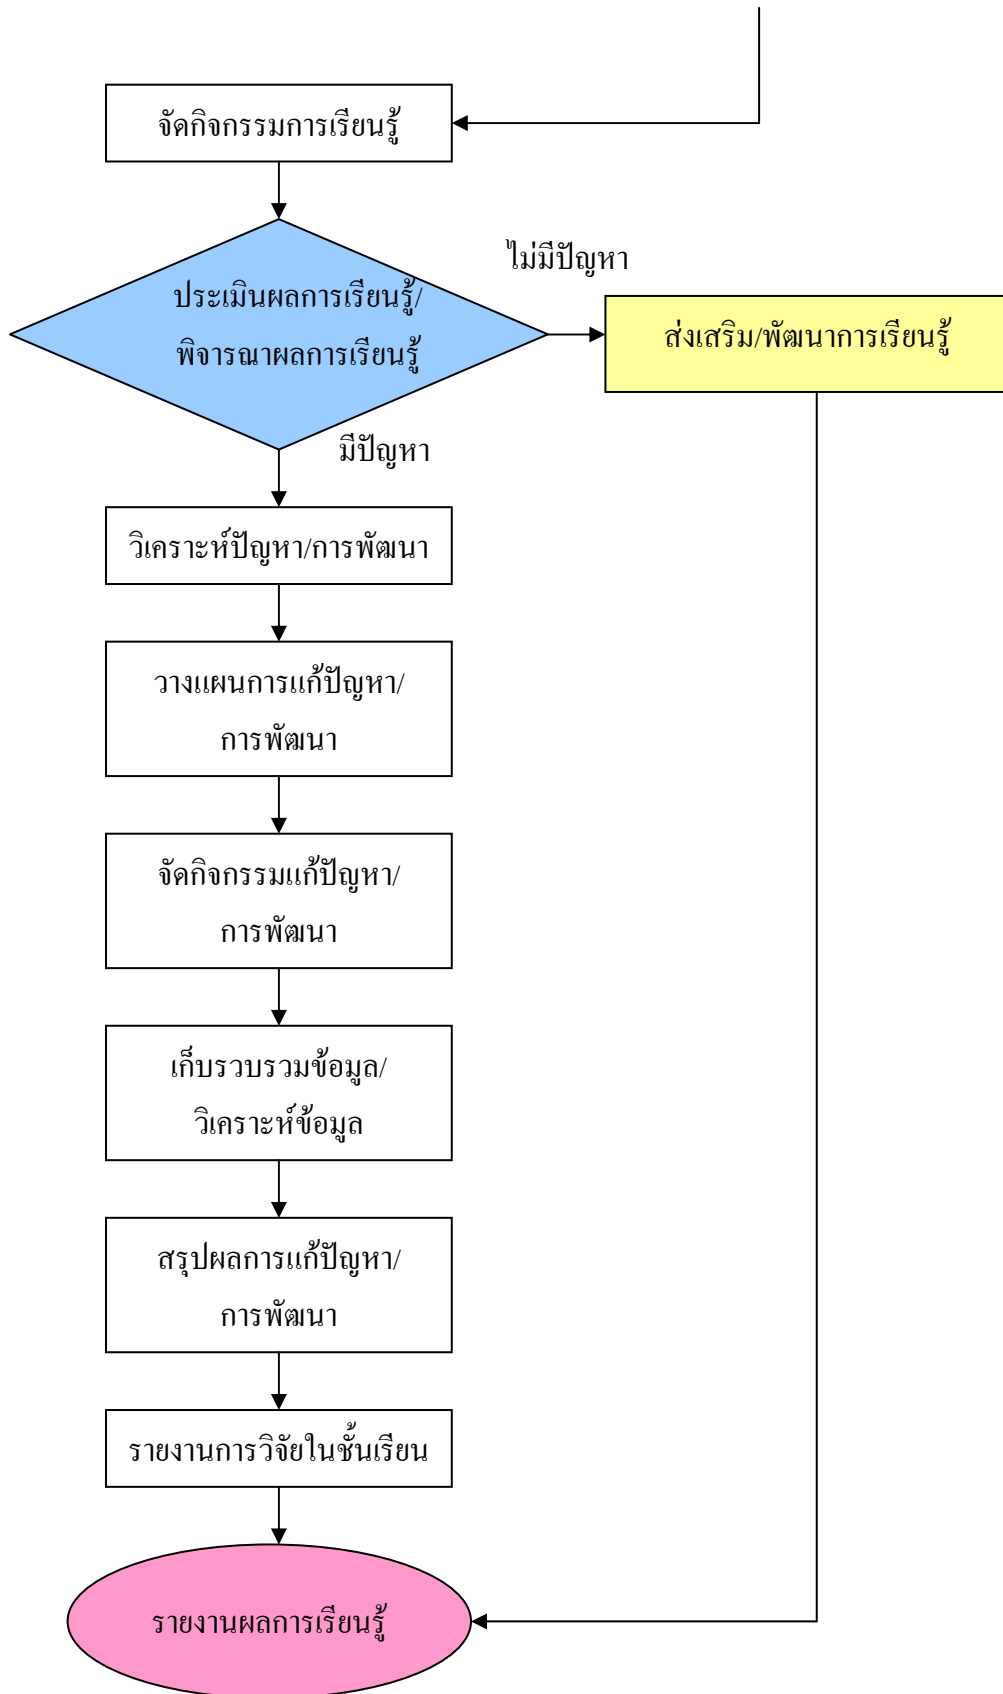 จัดกิจกรรมการเรียนรู้
ไม่มีปัญหา
ประเมินผลการเรียนรู้/
พิจารณาผลการเรียนรู้
ส่งเสริม/พัฒนาการเรียนรู้
มีปัญหา
วิเคราะห์ปัญหา/การพัฒนา
วางแผนการแก้ปัญหา/
การพัฒนา
จัดกิจกรรมแก้ปัญหา/
การพัฒนา
เก็บรวบรวมข้อมูล/
วิเคราะห์ข้อมูล
สรุปผลการแก้ปัญหา/
การพัฒนา
รายงานการวิจัยในชั้นเรียน
รายงานผลการเรียนรู้